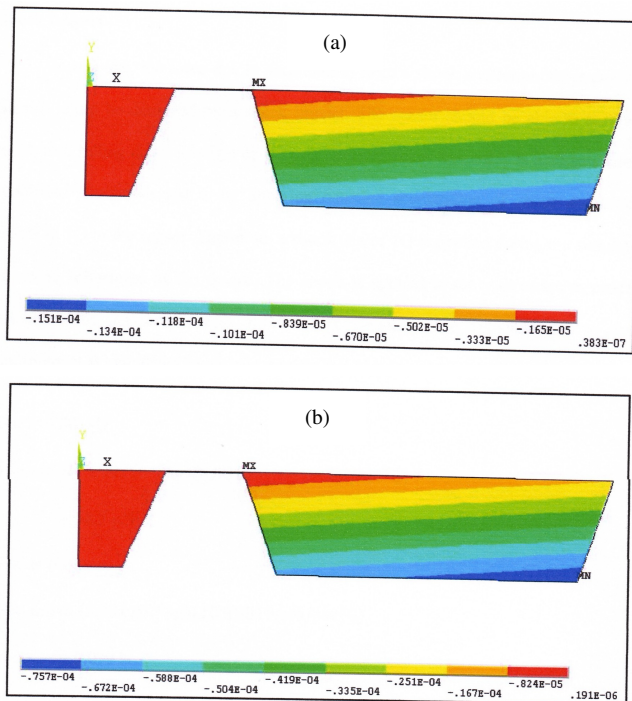 (a)
Y
Z X MX
MN
-.151E-04 -.118E-04 -.839E-05 -.502E-05 -.165E-05
-.134E-04 -.101E-04 -.670E-05 -.333E-05 .383E-07
(b)
Y
Z X MX
MN
-.757E-04 -.588E-04 -.419E-04 -.251E-04 -.824E-05
-.672E-04 -.504E-04 -.335E-04 -.167E-04 .191E-06